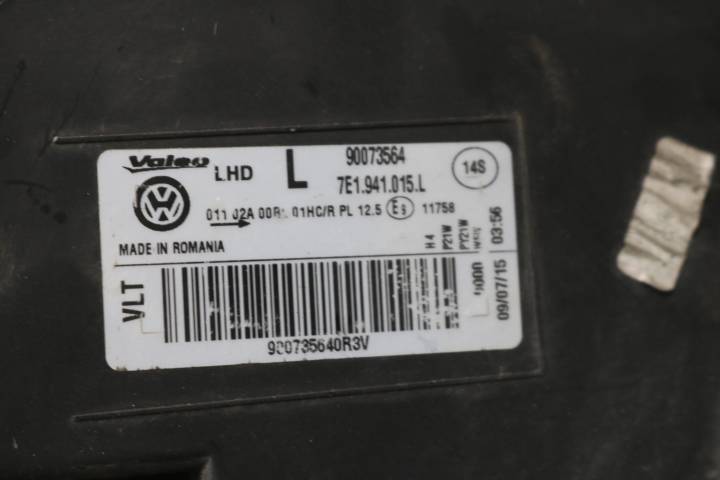 Valeo LHD L 90073564
7E1.941.015.L 14S
PL 12.5 E 11758
MADE IN ROMANIA
VLT
H4
P21W
PY21W
09/07/15 03:56
900735640R3V